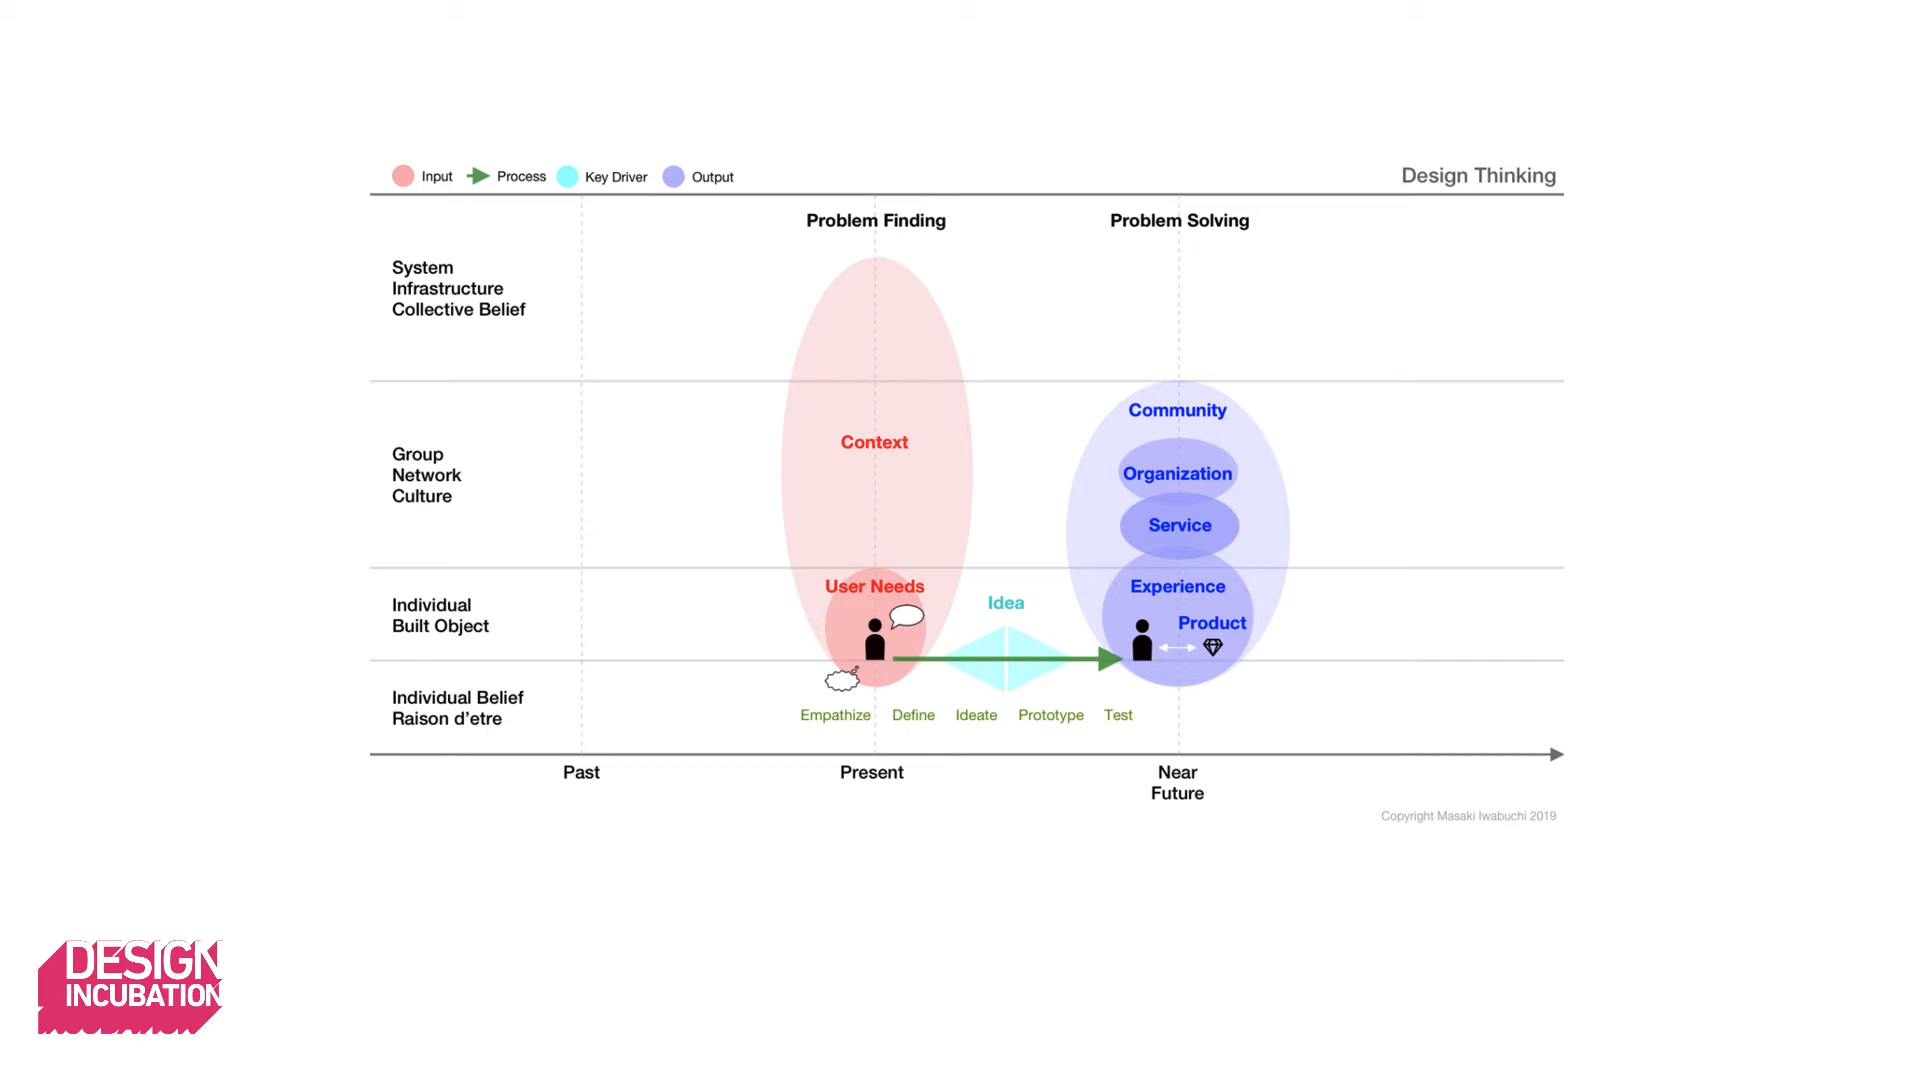 Input
Process
Key Driver
Output
Design Thinking
Problem Finding
Problem Solving
System
Infrastructure
Collective Belief
Group
Network
Culture
Individual
Built Object
Individual Belief
Raison d'etre
Context
User Needs
Idea
Community
Organization
Service
Experience
Product
Empathize
Define
Ideate
Prototype
Test
Past
Present
Near
Future
Copyright Masaki Iwabuchi 2019
DESIGN
INCUBATION